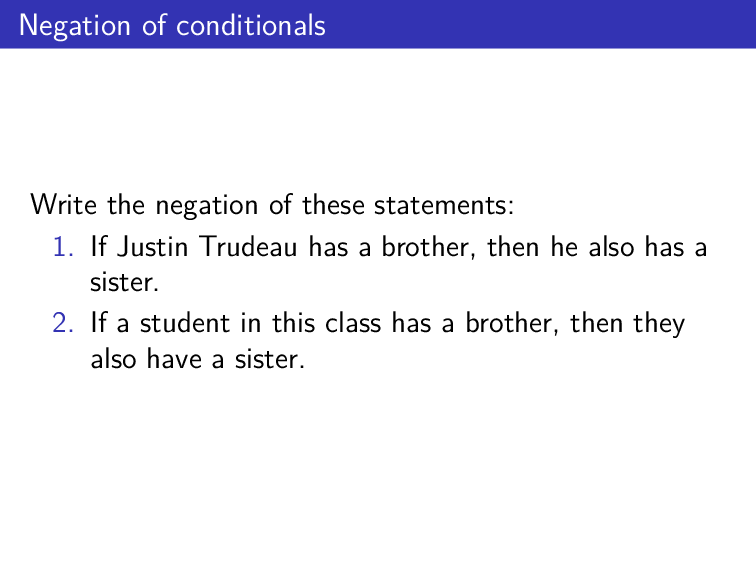 Negation of conditionals
Write the negation of these statements:
1. If Justin Trudeau has a brother, then he also has a
sister.
2. If a student in this class has a brother, then they
also have a sister.